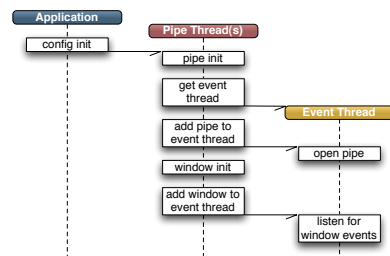 Application
Pipe Thread(s)
config init
pipe init
get event
thread
Event Thread
add pipe to
event thread
open pipe
window init
add window to
event thread
listen for
window events